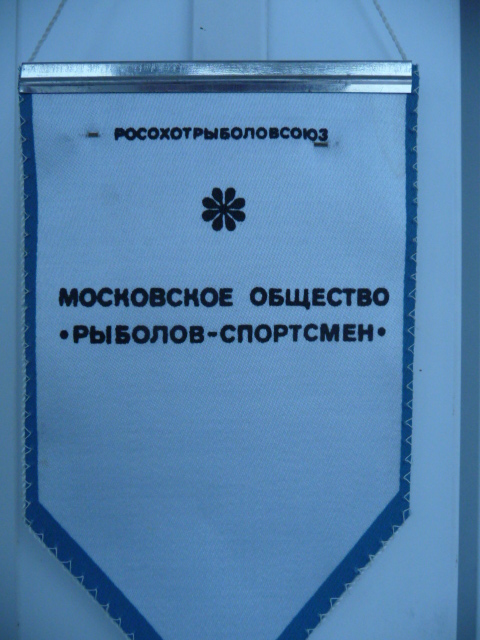 РОСОХОТРЫБОЛОВСОЮЗ
МОСКОВСКОЕ ОБЩЕСТВО
•РЫБОЛОВ-СПОРТСМЕН•